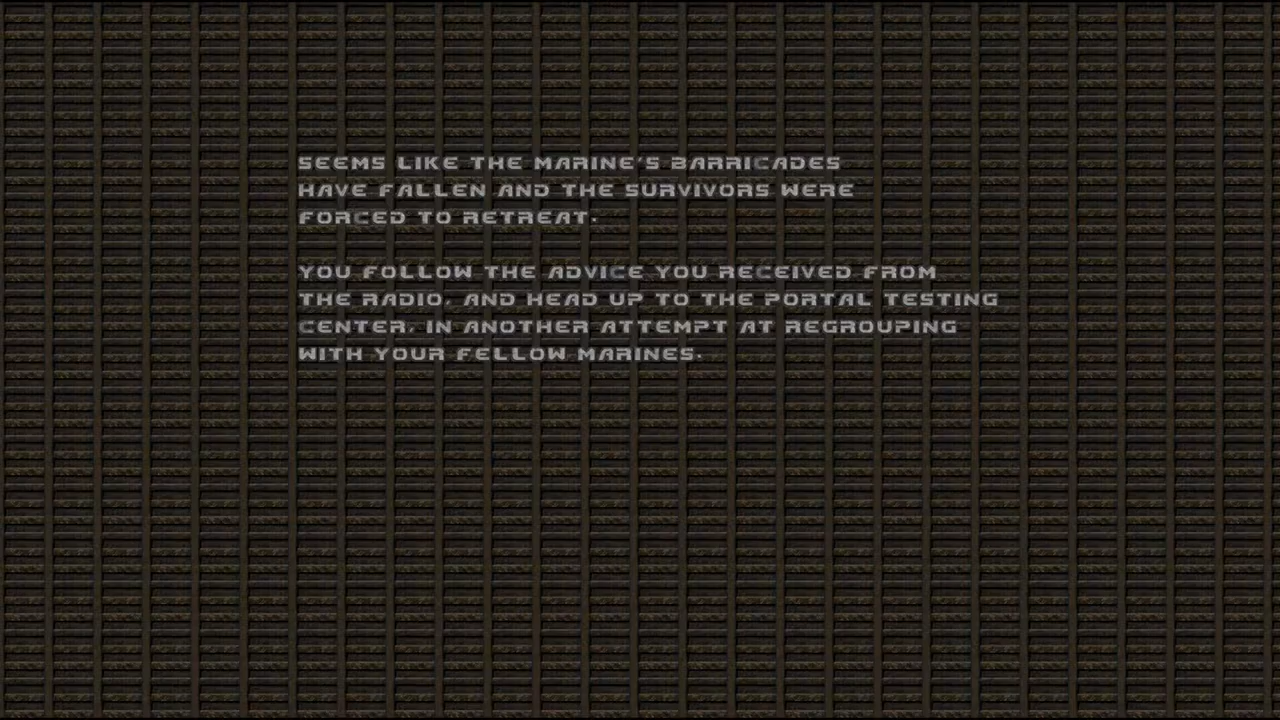 SEEMS LIKE THE MARINE'S BARRICADES
HAVE FALLEN AND THE SURVIVORS WERE
FORCED TO RETREAT.
YOU FOLLOW THE ADVICE YOU RECEIVED FROM
THE RADIO, AND HEAD UP TO THE PORTAL TESTING
CENTER, IN ANOTHER ATTEMPT AT REGROUPING
WITH YOUR FELLOW MARINES.